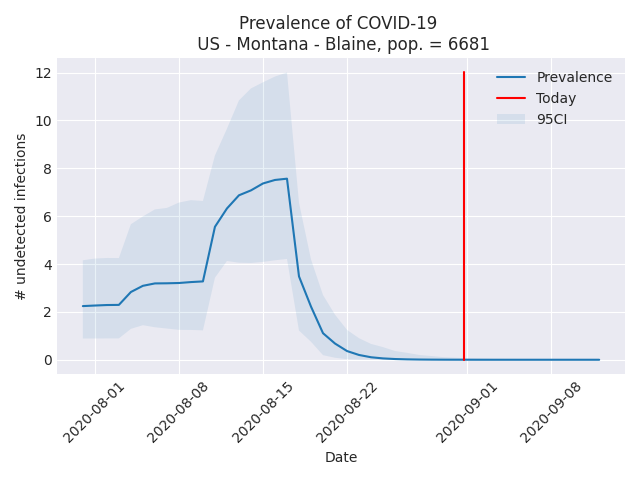 Prevalence of COVID-19
US - Montana - Blaine, pop. = 6681
Prevalence
Today
95CI
# undetected infections
12
10
8
6
4
2
0
2020-08-01
2020-08-08
2020-08-15
2020-08-22
2020-09-01
2020-09-08
Date